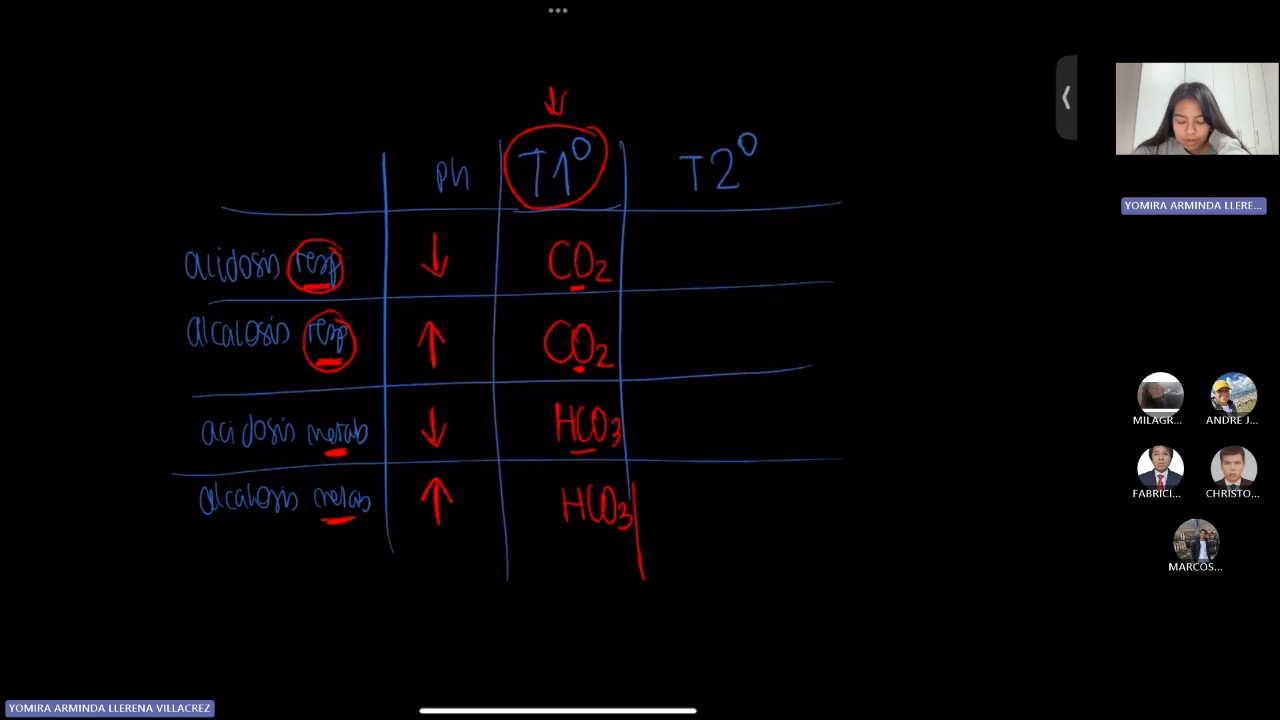 ph T1° T2°
acidosis resp ↓ CO2
alcalosis resp ↑ CO2
acidosis metab ↓ HCO3
alcalosis metab ↑ HCO3
YOMIRA ARMINDA LLERE...
MILAGR... ANDRE J...
FABRICI... CHRISTO...
MARCOS...
YOMIRA ARMINDA LLERENA VILLACREZ